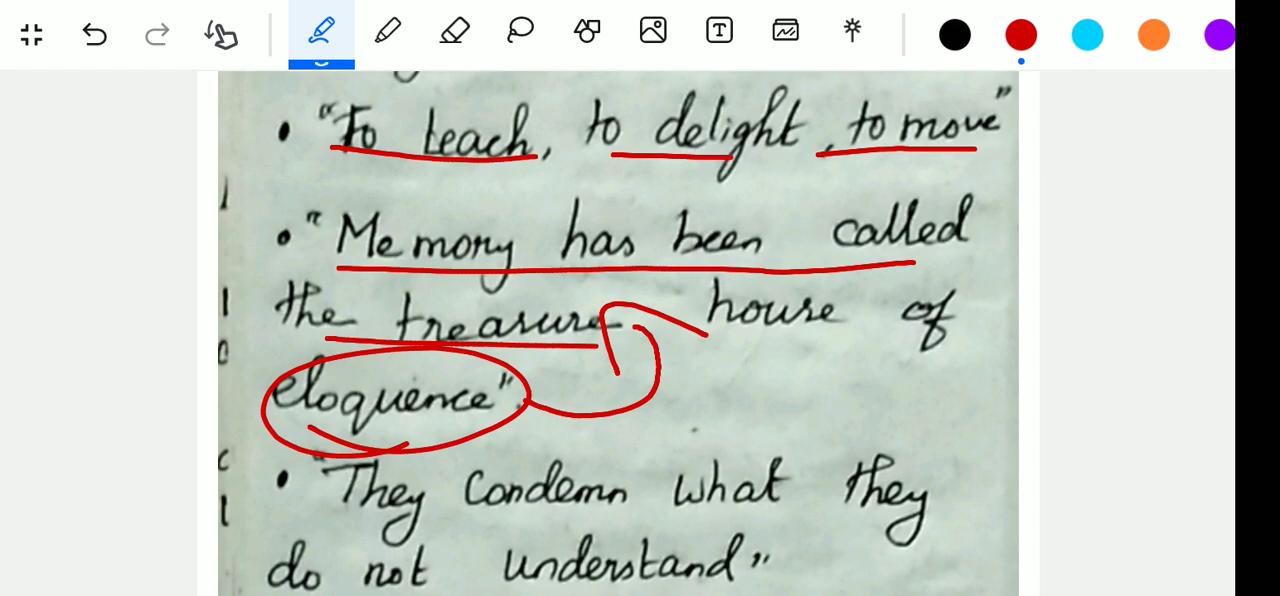 • "To teach, to delight, to move"
• "Memory has been called
the treasure house of
eloquence".
• "They condemn what they
do not understand"